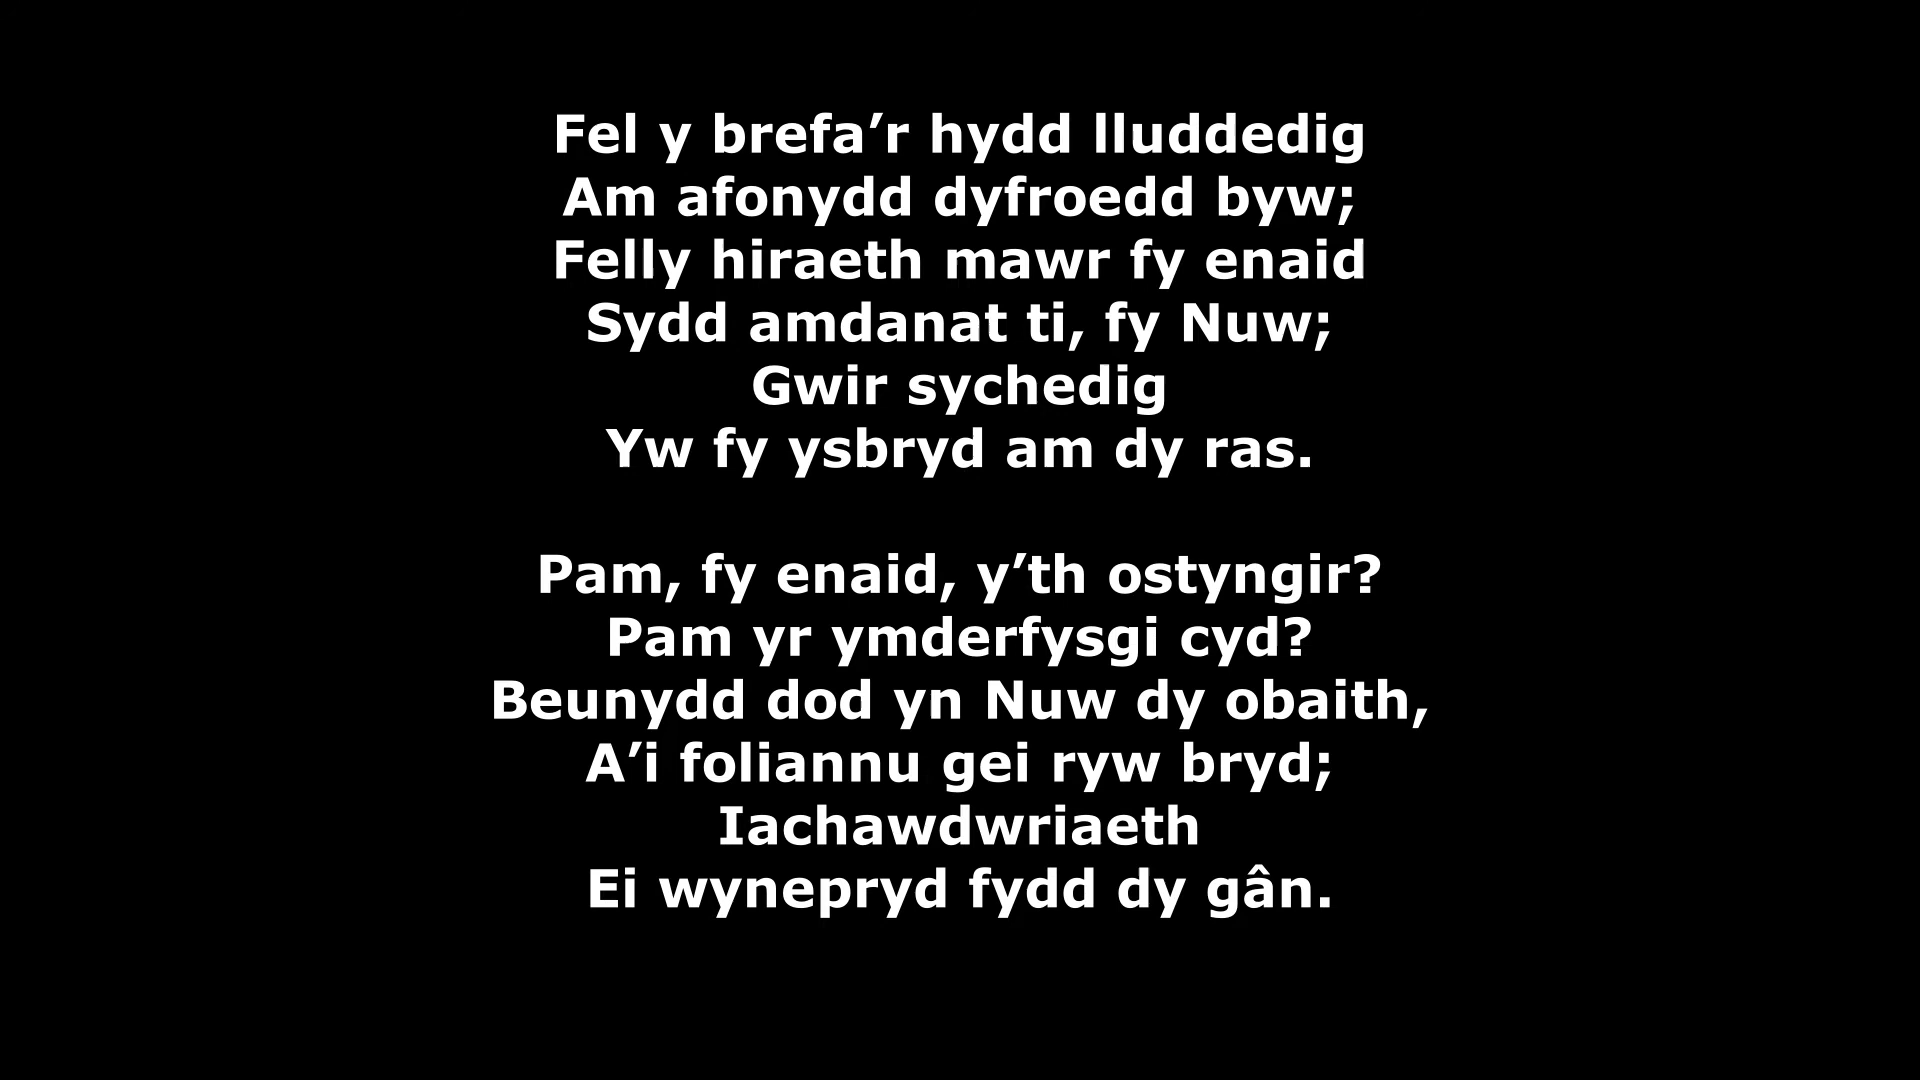 Fel y brefa’r hydd lluddedig
Am afonydd dyfroedd byw;
Felly hiraeth mawr fy enaid
Sydd amdanat ti, fy Nuw;
Gwir sychedig
Yw fy ysbryd am dy ras.
Pam, fy enaid, y’th ostyngir?
Pam yr ymderfysgi cyd?
Beunydd dod yn Nuw dy obaith,
A’i foliannu gei ryw bryd;
Iachawdwriaeth
Ei wynepryd fydd dy gân.